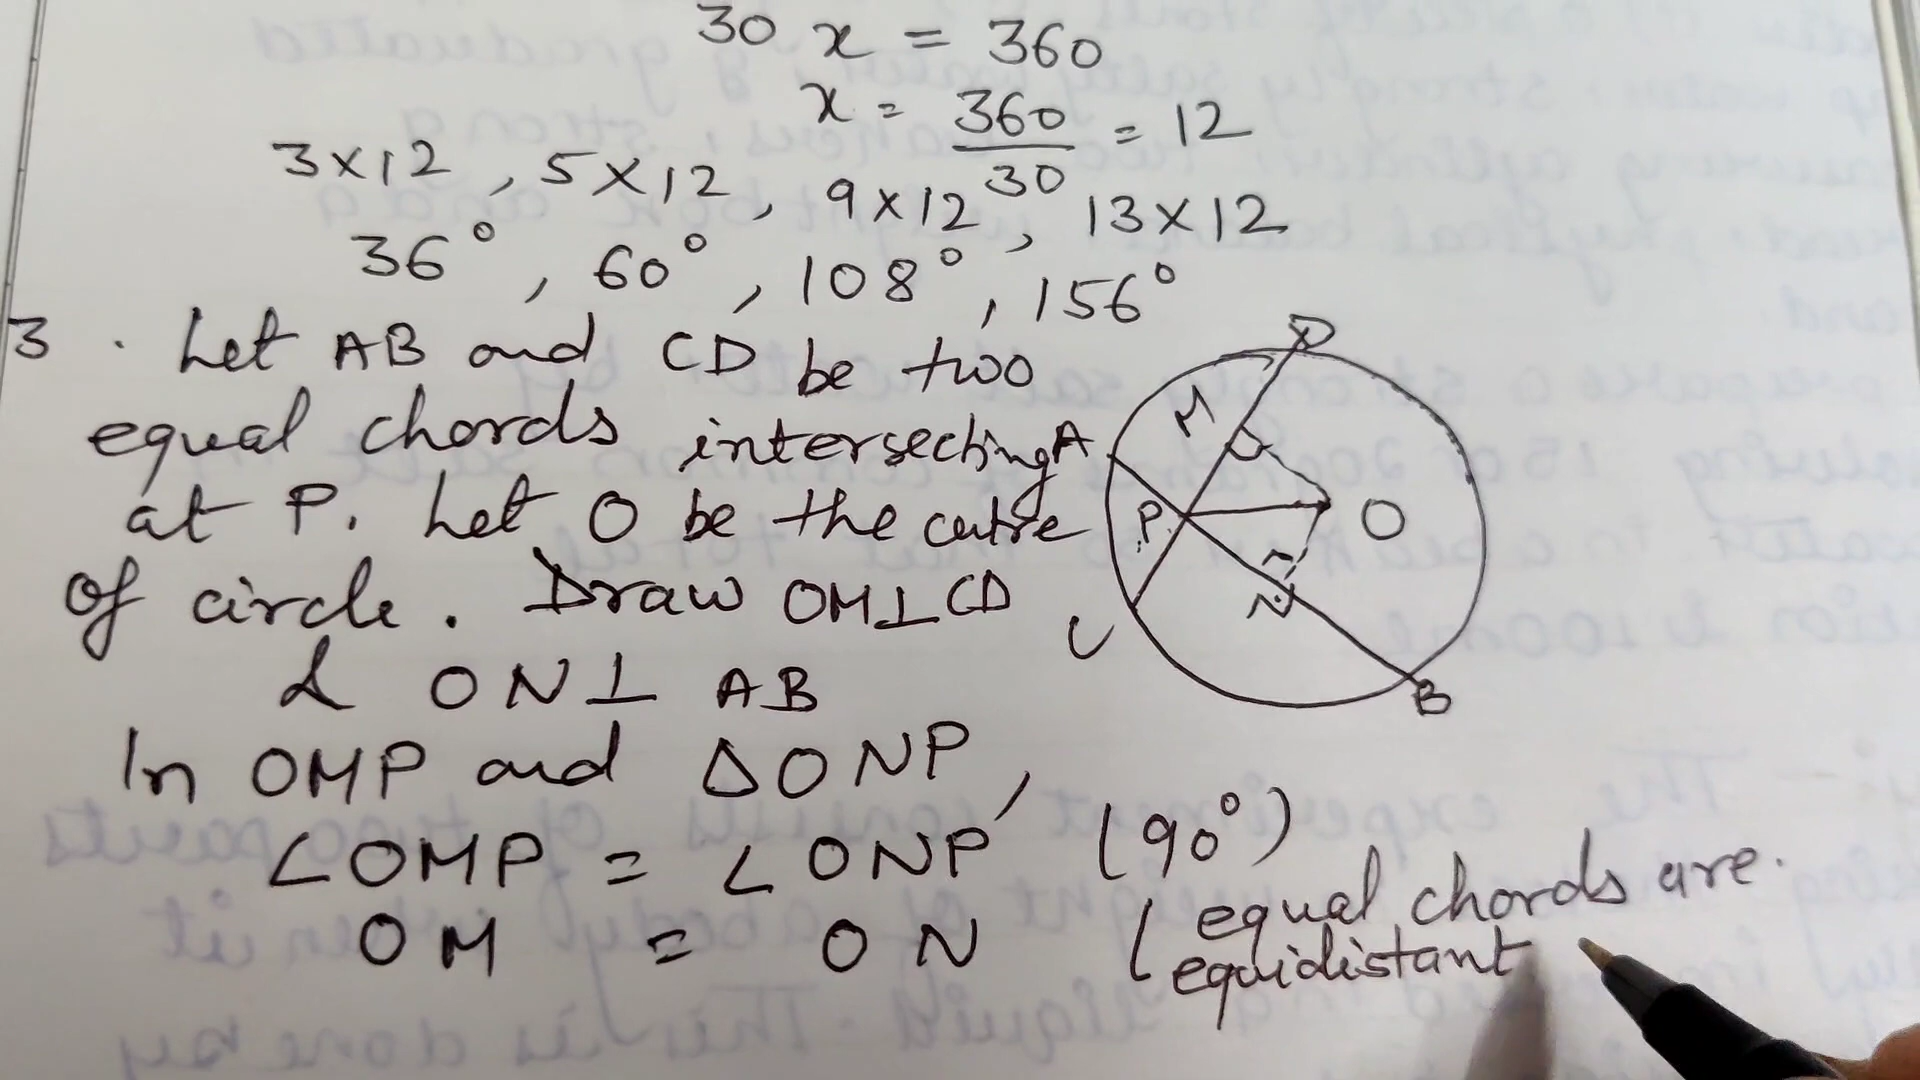 30 x = 360
x = 360/30 = 12
3×12, 5×12, 9×12, 13×12
36°, 60°, 108°, 156°
3. Let AB and CD be two
equal chords intersecting
at P. Let O be the centre
of circle. Draw OM⊥CD
& ON⊥ AB
In OMP and △ONP,
∠OMP = ∠ONP (90°)
OM = ON (equal chords are
equidistant
D
M
A
P
O
N
C
B